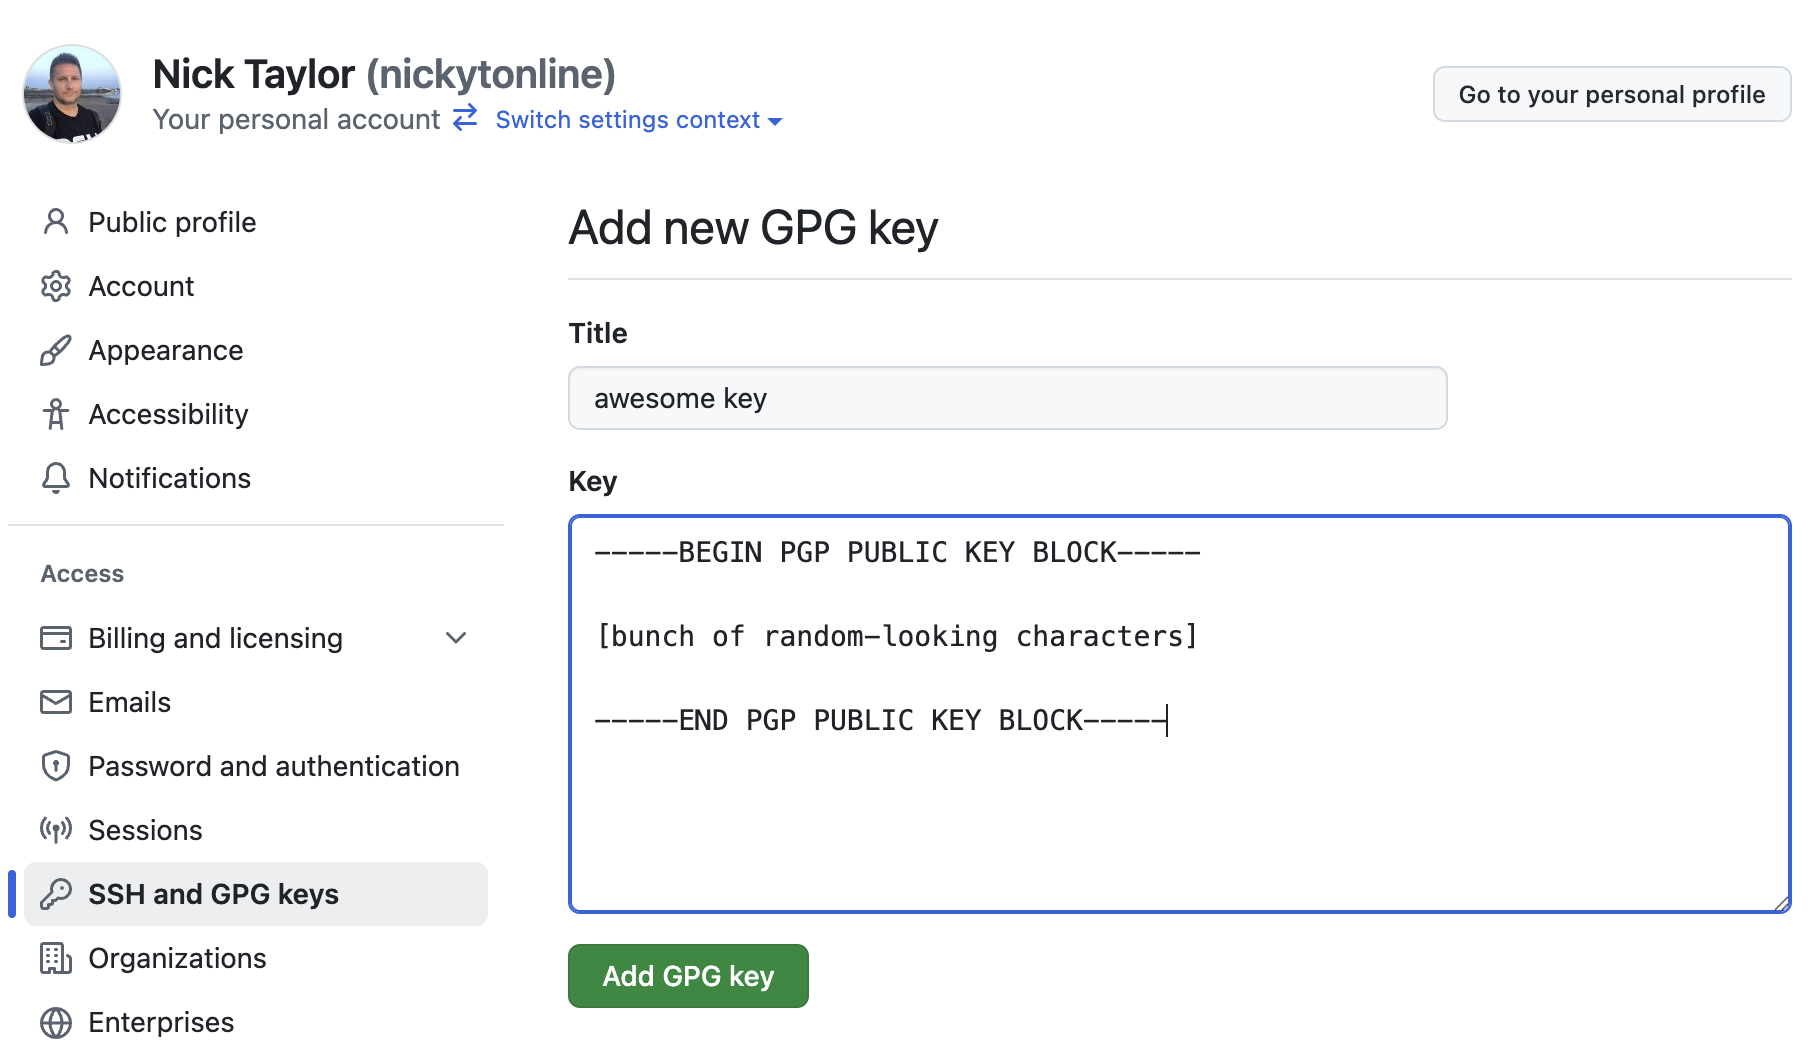 Nick Taylor (nickytonline)
Your personal account
Switch settings context
Go to your personal profile
Public profile
Account
Appearance
Accessibility
Notifications
Access
Billing and licensing
Emails
Password and authentication
Sessions
SSH and GPG keys
Organizations
Enterprises
Add new GPG key
Title
awesome key
Key
-----BEGIN PGP PUBLIC KEY BLOCK-----
[bunch of random-looking characters]
-----END PGP PUBLIC KEY BLOCK-----
Add GPG key